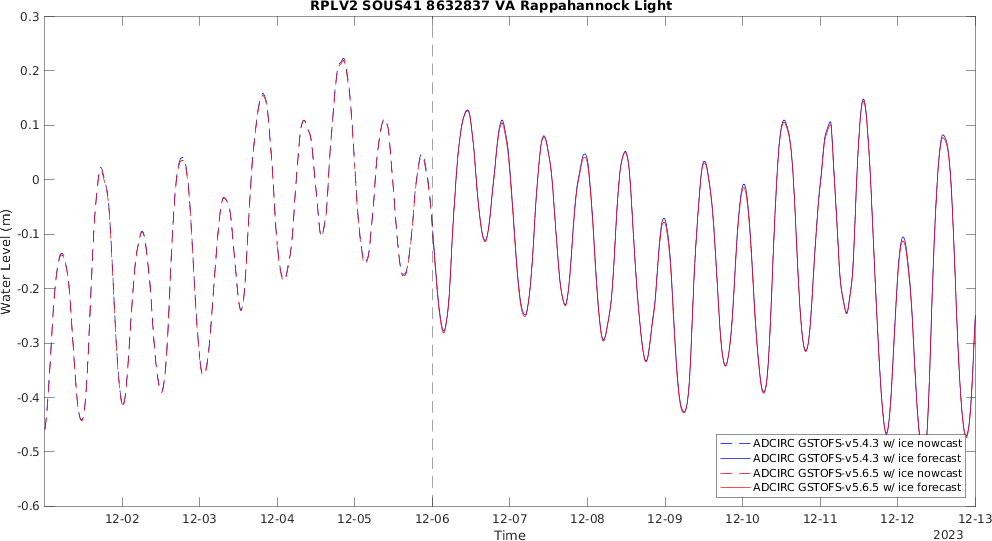 RPLV2 SOUS41 8632837 VA Rappahannock Light
0.3
0.2
0.1
0
-0.1
-0.2
-0.3
-0.4
-0.5
-0.6
Water Level (m)
ADCIRC GSTOFS-v5.4.3 w/ ice nowcast
ADCIRC GSTOFS-v5.4.3 w/ ice forecast
ADCIRC GSTOFS-v5.6.5 w/ ice nowcast
ADCIRC GSTOFS-v5.6.5 w/ ice forecast
12-02 12-03 12-04 12-05 12-06 12-07 12-08 12-09 12-10 12-11 12-12 12-13
Time
2023